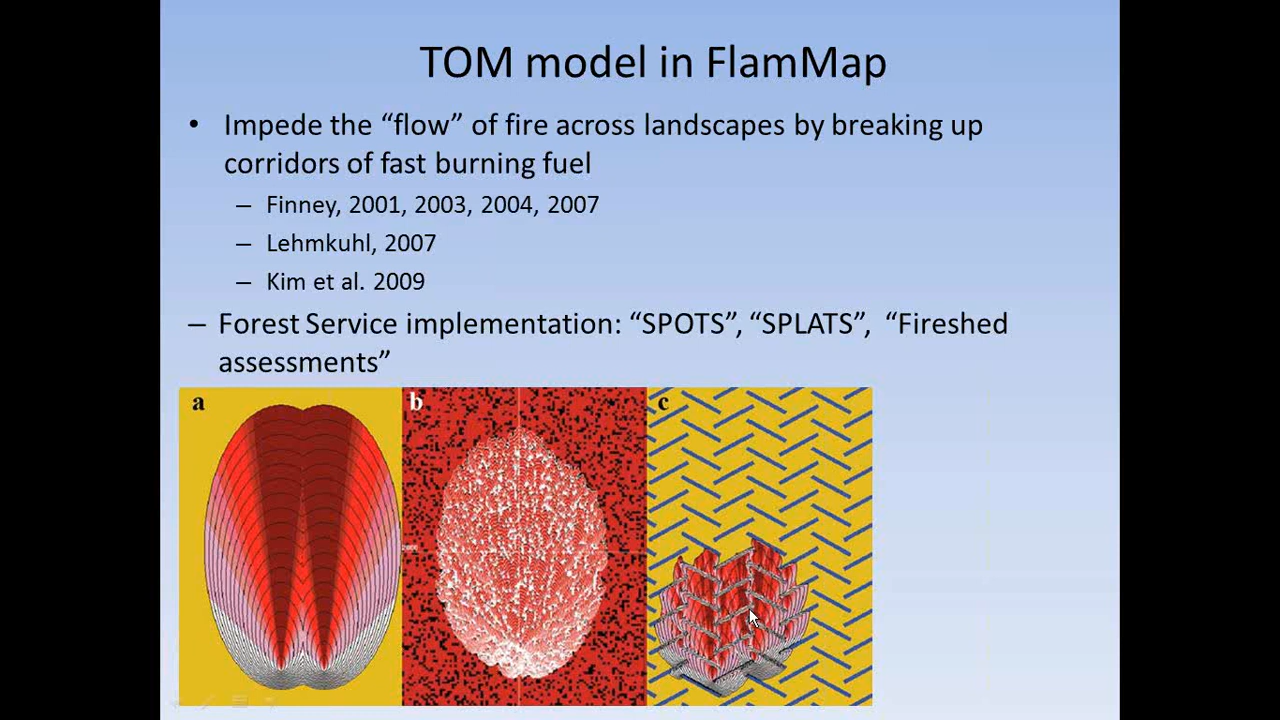 TOM model in FlamMap
• Impede the “flow” of fire across landscapes by breaking up
corridors of fast burning fuel
– Finney, 2001, 2003, 2004, 2007
– Lehmkuhl, 2007
– Kim et al. 2009
– Forest Service implementation: “SPOTS”, “SPLATS”, “Fireshed
assessments”
a
b
c